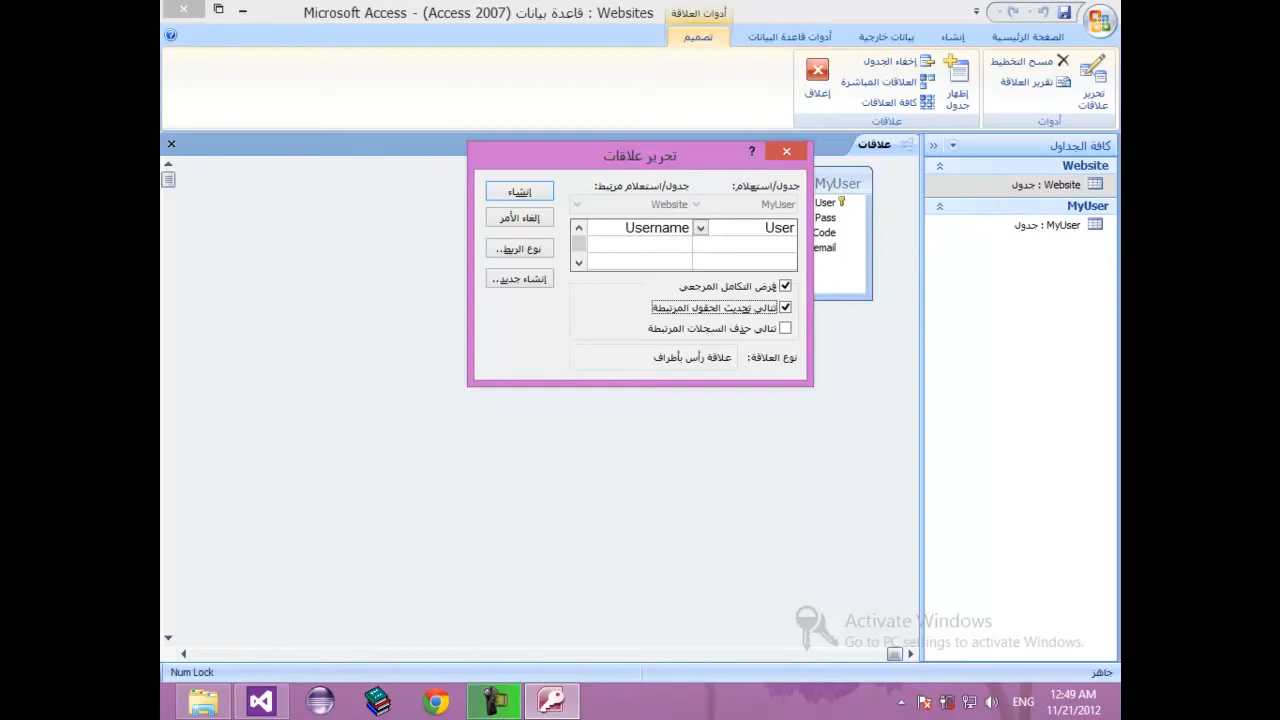 أدوات العلاقة
Microsoft Access - (Access 2007) قاعدة بيانات : Websites
الصفحة الرئيسية
إنشاء
بيانات خارجية
أدوات قاعدة البيانات
تصميم
تحرير علاقات
مسح التخطيط
تقرير العلاقة
أدوات
إظهار جدول
إخفاء الجدول
العلاقات المباشرة
كافة العلاقات
إغلاق
علاقات
كافة الجداول
Website
Website : جدول
MyUser
MyUser : جدول
علاقات
MyUser
User
Pass
Code
email
تحرير علاقات
?
جدول/استعلام:
جدول/استعلام مرتبط:
MyUser
Website
User
Username
إنشاء
إلغاء الأمر
نوع الربط..
إنشاء جديد..
فرض التكامل المرجعي
تتالي تحديث الحقول المرتبطة
تتالي حذف السجلات المرتبطة
نوع العلاقة:
علاقة رأس بأطراف
Activate Windows
Go to PC settings to activate Windows.
Num Lock
جاهز
ENG
12:49 AM
11/21/2012